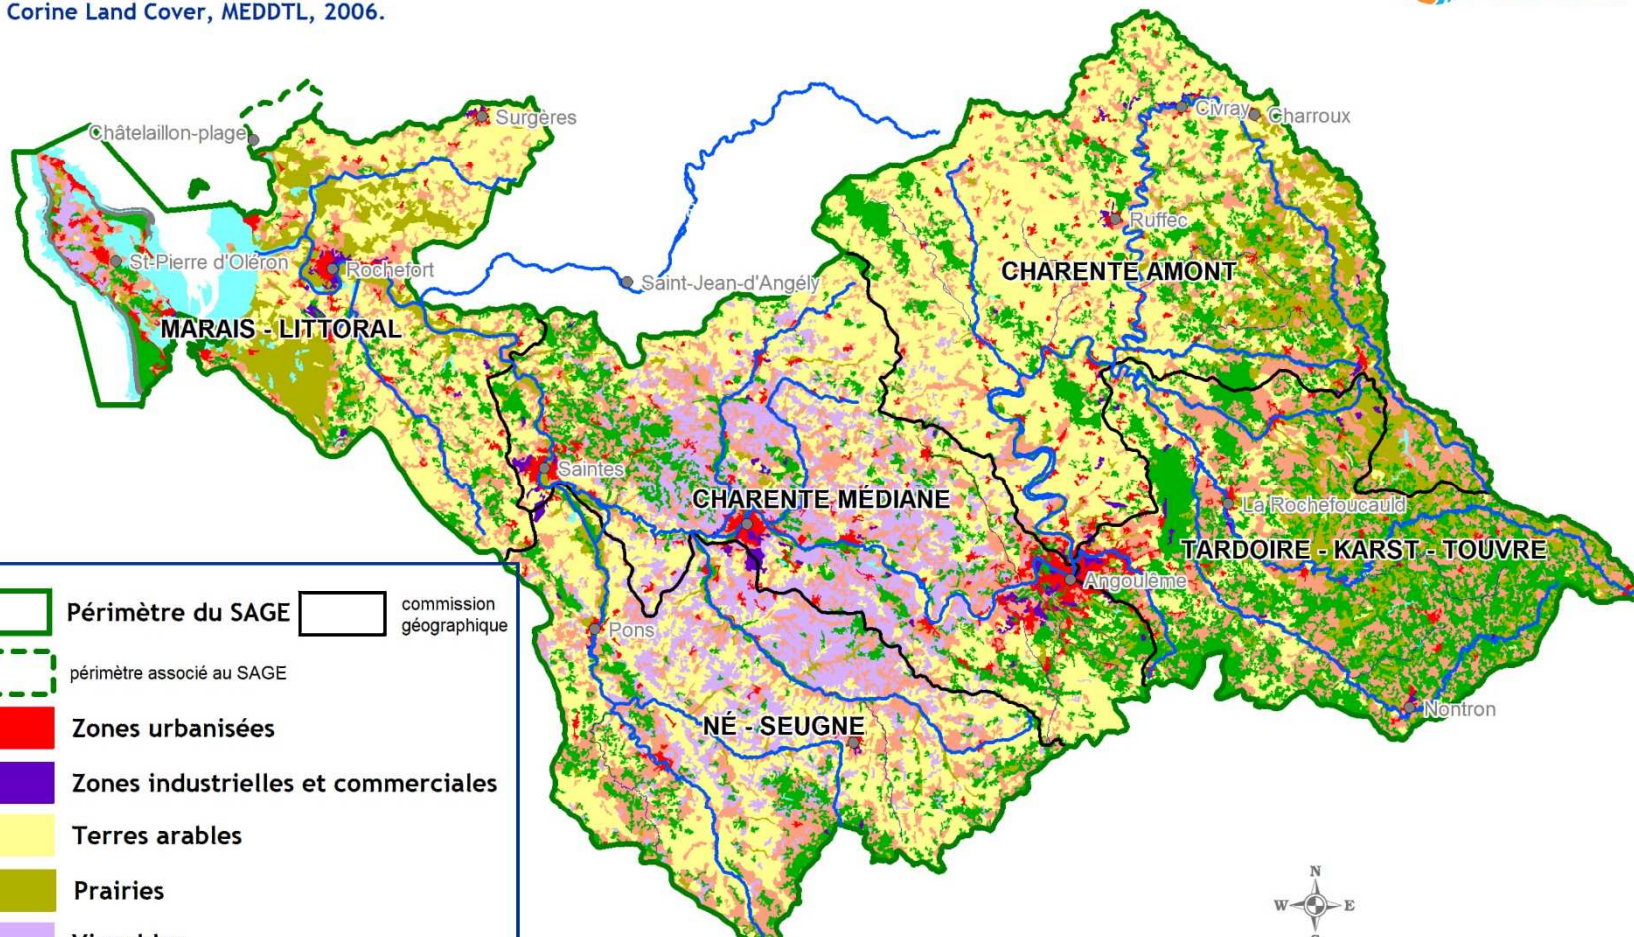 Corine Land Cover, MEDDTL, 2006.
Civray
Charroux
Surgères
Châtelaillon-plage
Ruffec
St-Pierre d'Oléron
Rochefort
Saint-Jean-d'Angély
CHARENTE AMONT
MARAIS - LITTORAL
Saintes
CHARENTE MÉDIANE
La Rochefoucauld
TARDOIRE - KARST - TOUVRE
Angoulême
Pons
Nontron
NÉ - SEUGNE
Périmètre du SAGE
commission
géographique
périmètre associé au SAGE
Zones urbanisées
Zones industrielles et commerciales
Terres arables
Prairies
N
W E